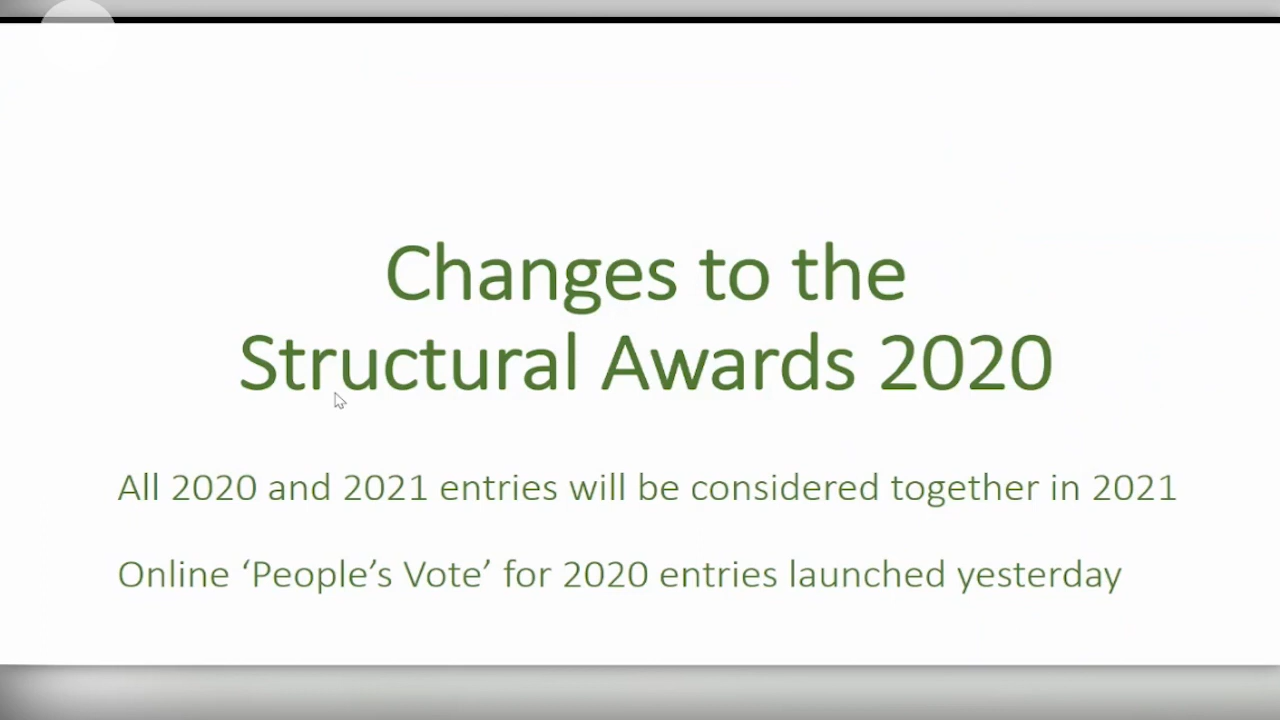 Changes to the
Structural Awards 2020
All 2020 and 2021 entries will be considered together in 2021
Online ‘People’s Vote’ for 2020 entries launched yesterday